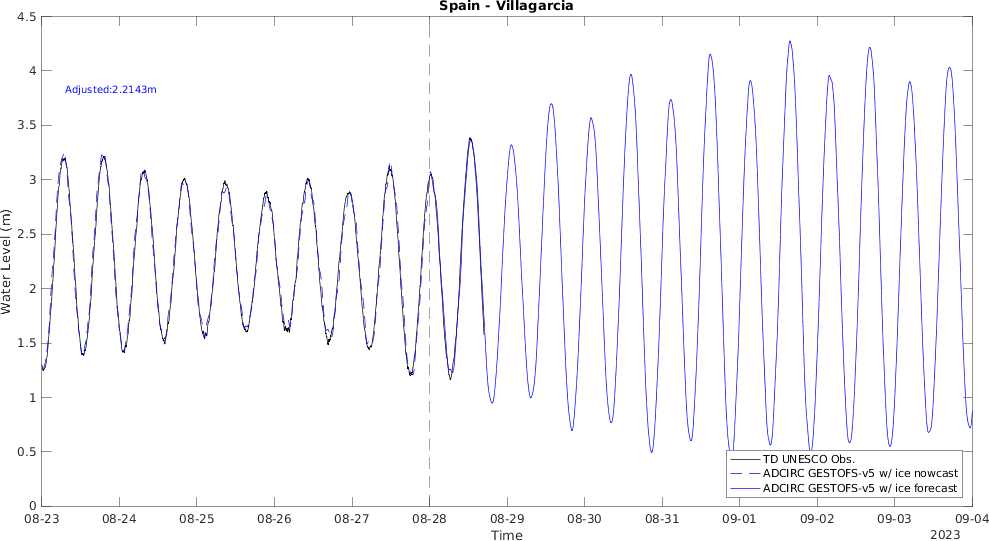 Spain - Villagarcia
4.5
4
3.5
3
2.5
2
1.5
1
0.5
0
Water Level (m)
Adjusted:2.2143m
TD UNESCO Obs.
ADCIRC GESTOFS-v5 w/ ice nowcast
ADCIRC GESTOFS-v5 w/ ice forecast
08-23 08-24 08-25 08-26 08-27 08-28 08-29 08-30 08-31 09-01 09-02 09-03 09-04
Time
2023